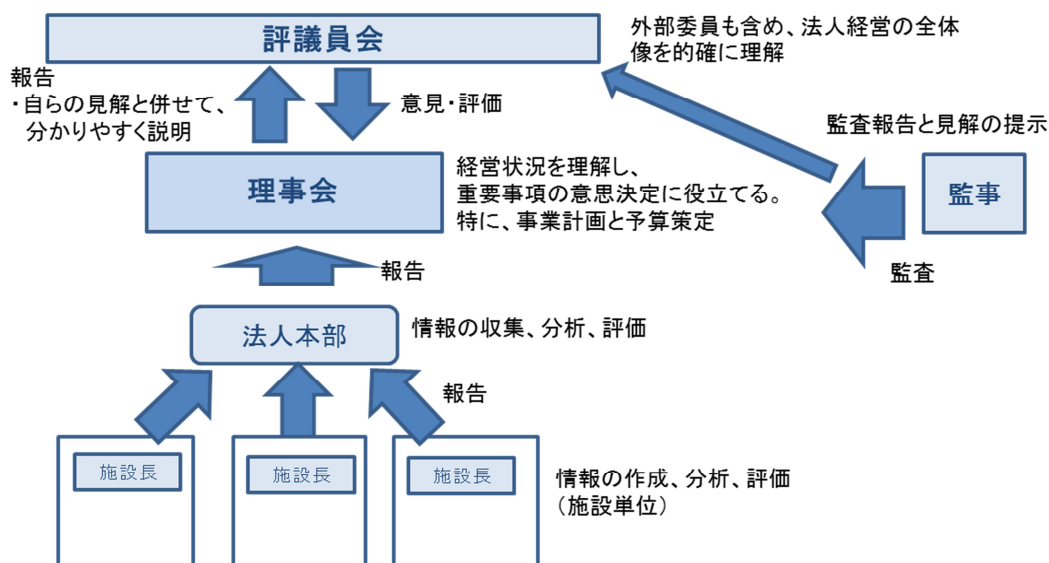 評議員会
外部委員も含め、法人経営の全体
像を的確に理解
報告
・自らの見解と併せて、
分かりやすく説明
意見・評価
監査報告と見解の提示
理事会
経営状況を理解し、
重要事項の意思決定に役立てる。
特に、事業計画と予算策定
監事
監査
報告
法人本部
情報の収集、分析、評価
報告
施設長
施設長
施設長
情報の作成、分析、評価
（施設単位）